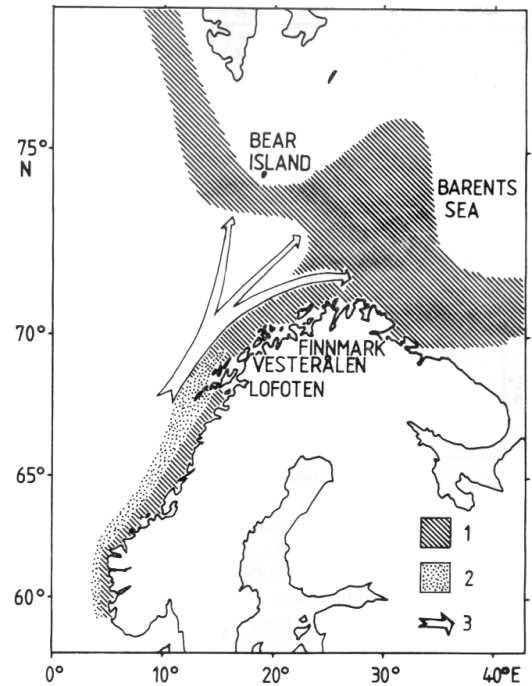 75°
N
70°
65°
60°
BEAR
ISLAND
BARENTS
SEA
FINNMARK
VESTERÅLEN
LOFOTEN
1
2
3
0°
10°
20°
30°
40°E